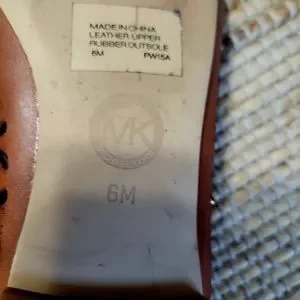 MADE IN CHINA
LEATHER UPPER
RUBBER OUTSOLE
6M PW15A
MK
6M